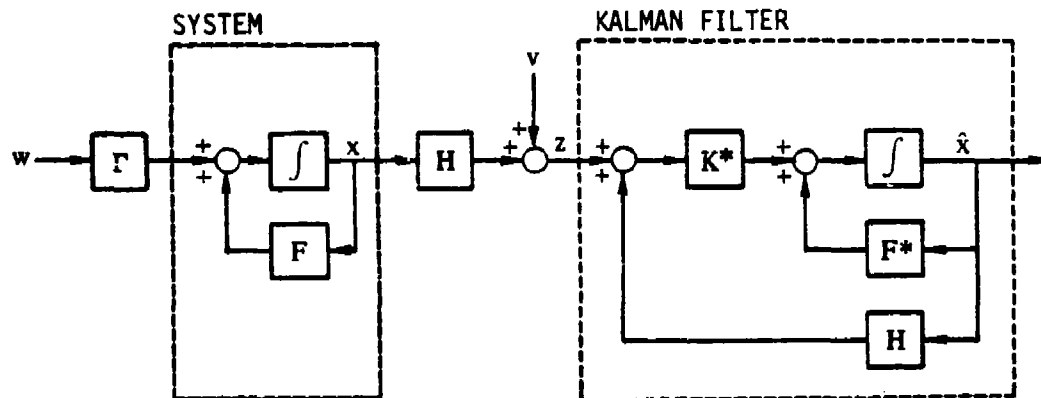 SYSTEM
KALMAN FILTER
v
w
Γ
+
+
∫
x
H
+
+
z
+
+
K*
+
+
∫
x̂
F
F*
H